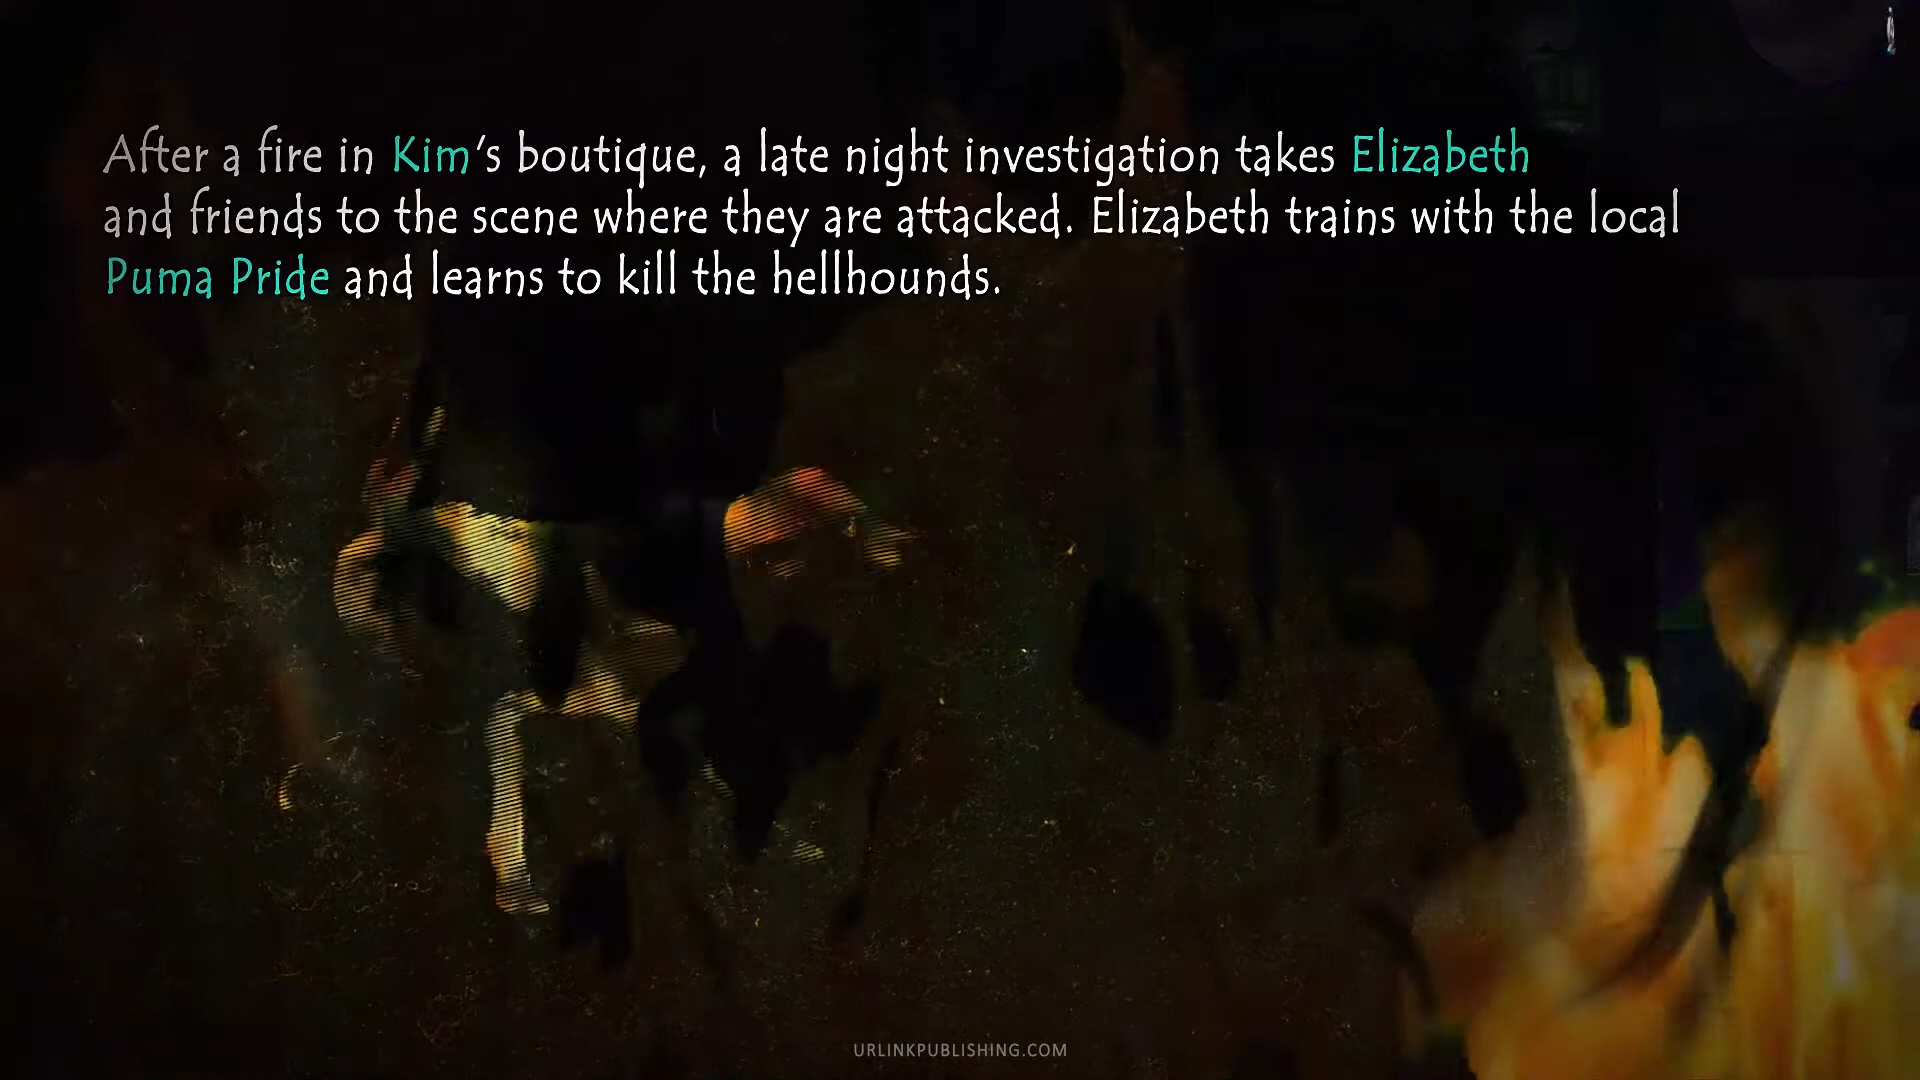 After a fire in Kim's boutique, a late night investigation takes Elizabeth
and friends to the scene where they are attacked. Elizabeth trains with the local
Puma Pride and learns to kill the hellhounds.
URLINKPUBLISHING.COM